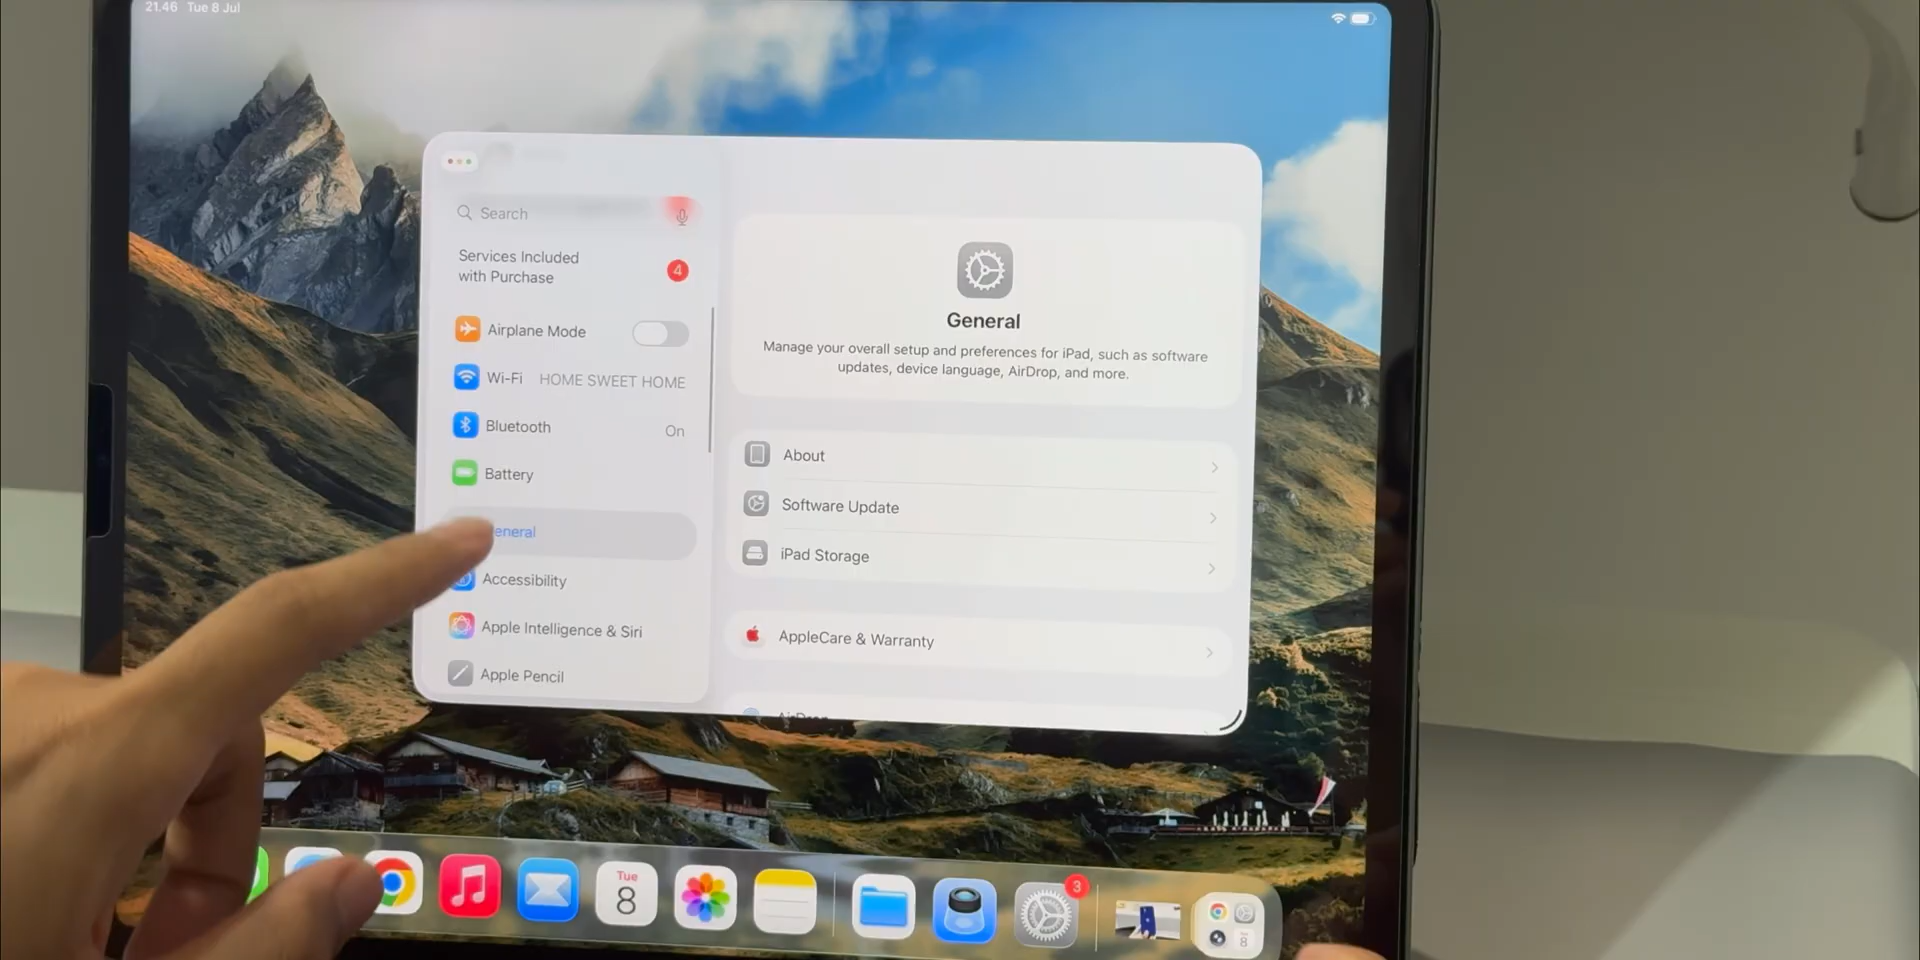 21.46 Tue 8 Jul
Search
Services Included
with Purchase
4
Airplane Mode
Wi-Fi HOME SWEET HOME
Bluetooth On
Battery
eneral
Accessibility
Apple Intelligence & Siri
Apple Pencil
General
Manage your overall setup and preferences for iPad, such as software
updates, device language, AirDrop, and more.
About
Software Update
iPad Storage
AppleCare & Warranty
AirDrop
Tue
8
3
8